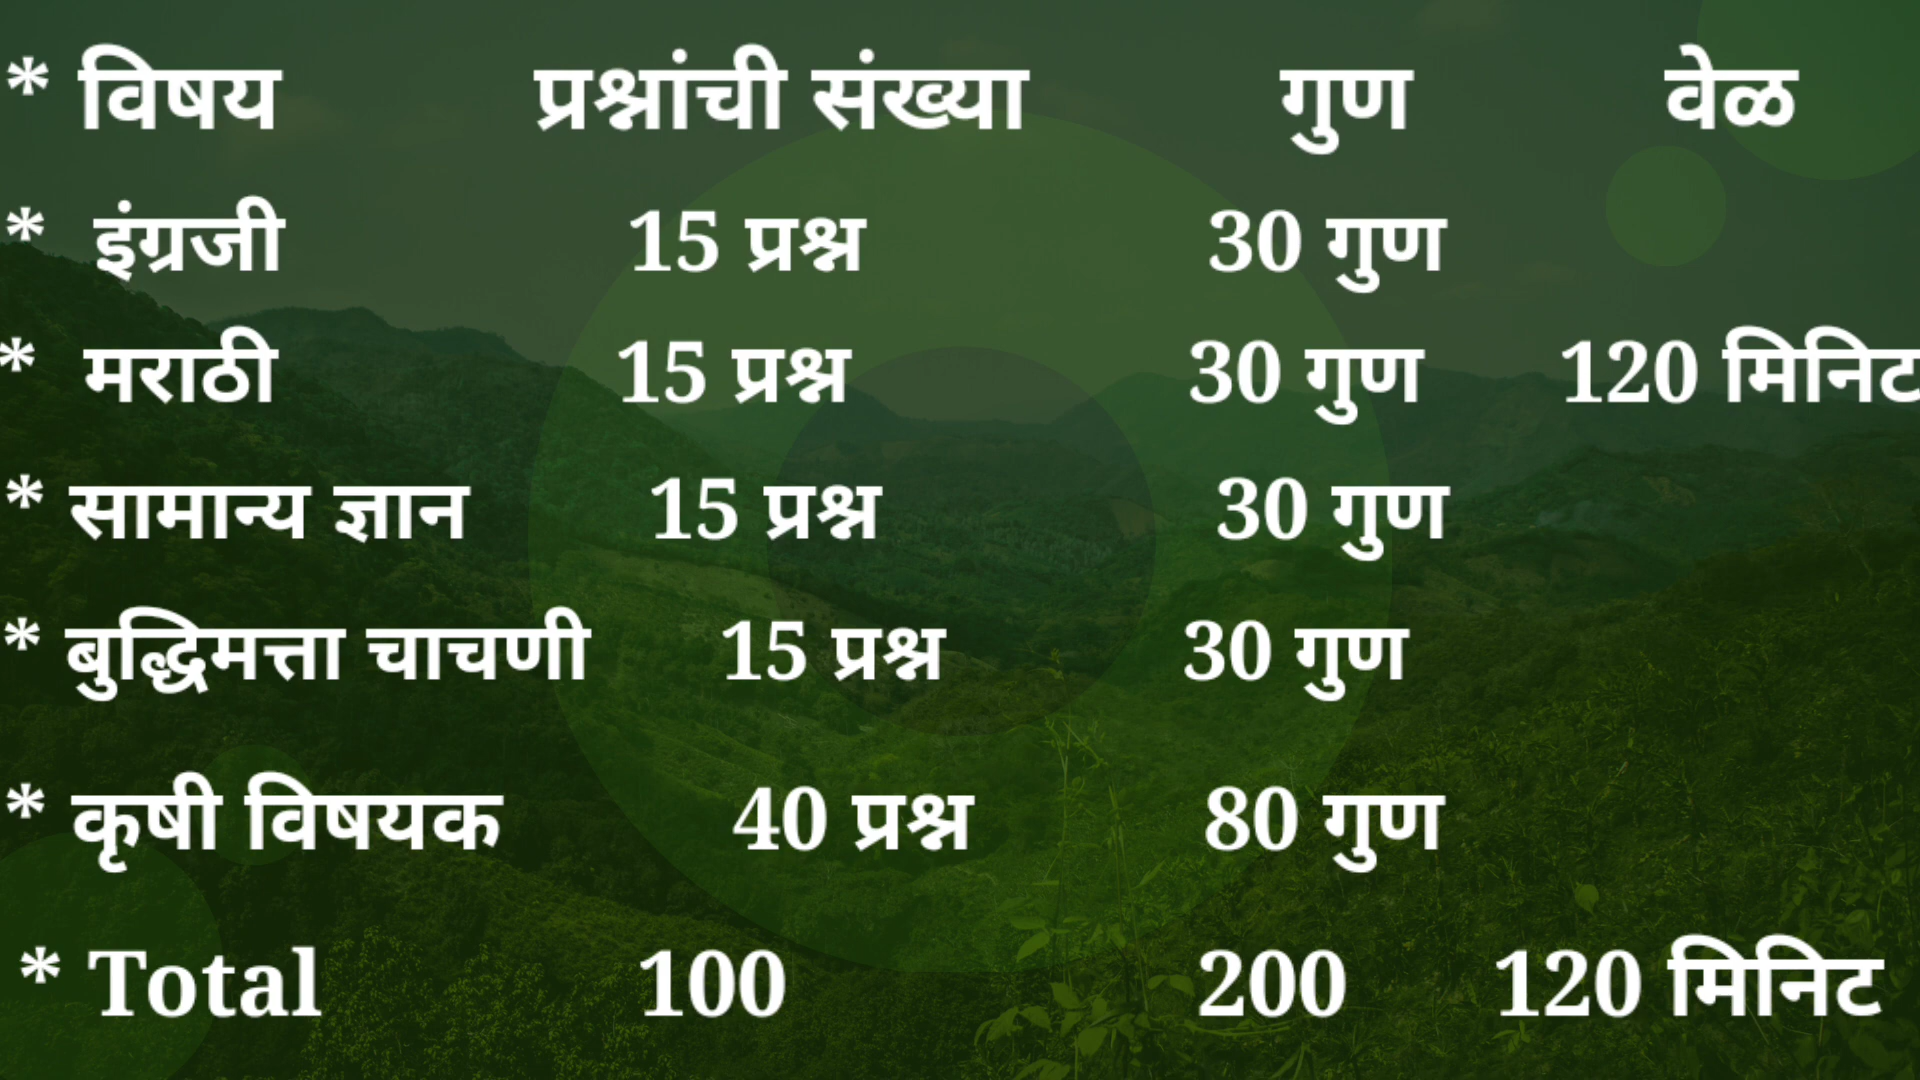 * विषय प्रश्नांची संख्या गुण वेळ
* इंग्रजी 15 प्रश्न 30 गुण
* मराठी 15 प्रश्न 30 गुण 120 मिनिट
* सामान्य ज्ञान 15 प्रश्न 30 गुण
* बुद्धिमत्ता चाचणी 15 प्रश्न 30 गुण
* कृषी विषयक 40 प्रश्न 80 गुण
* Total 100 200 120 मिनिट